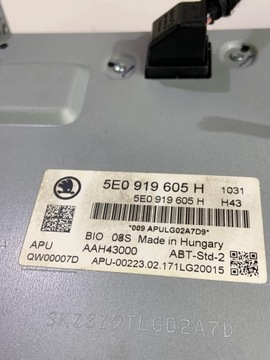 5E0 919 605 H 1031
5E0 919 605 H H43
*009 APULG02A7D9*
BIO 08S Made in Hungary
APU AAH43000 ABT-Std-2
QW00007D APU-00223.02.171LG20015